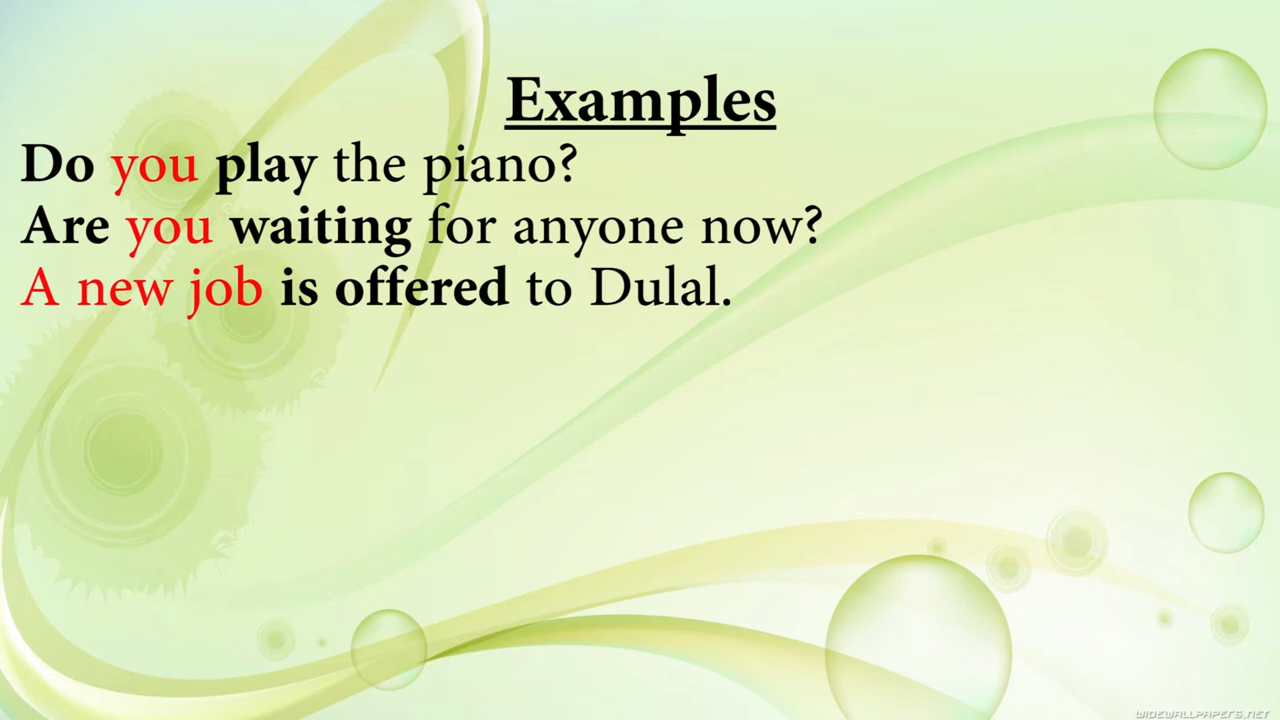 Examples
Do you play the piano?
Are you waiting for anyone now?
A new job is offered to Dulal.
WIDEWALLPAPERS.NET